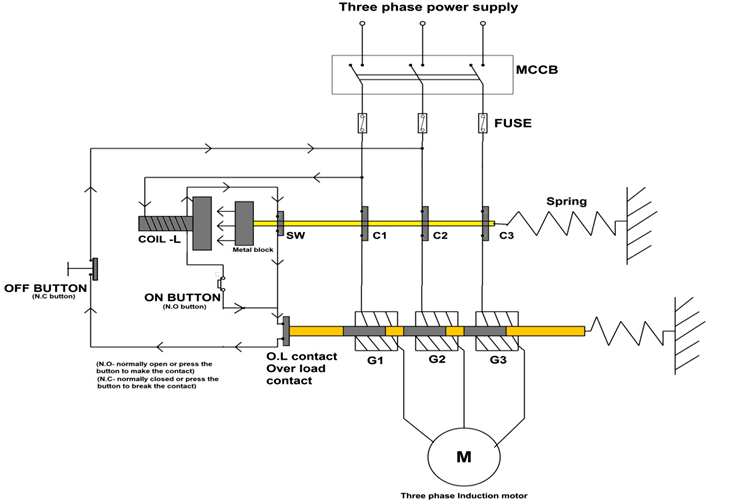 Three phase power supply
MCCB
FUSE
Spring
COIL -L
Metal block
SW
C1
C2
C3
OFF BUTTON
(N.C button)
ON BUTTON
(N.O button)
O.L contact
Over load
contact
G1
G2
G3
(N.O- normally open or press the
button to make the contact)
(N.C- normally closed or press the
button to break the contact)
M
Three phase Induction motor